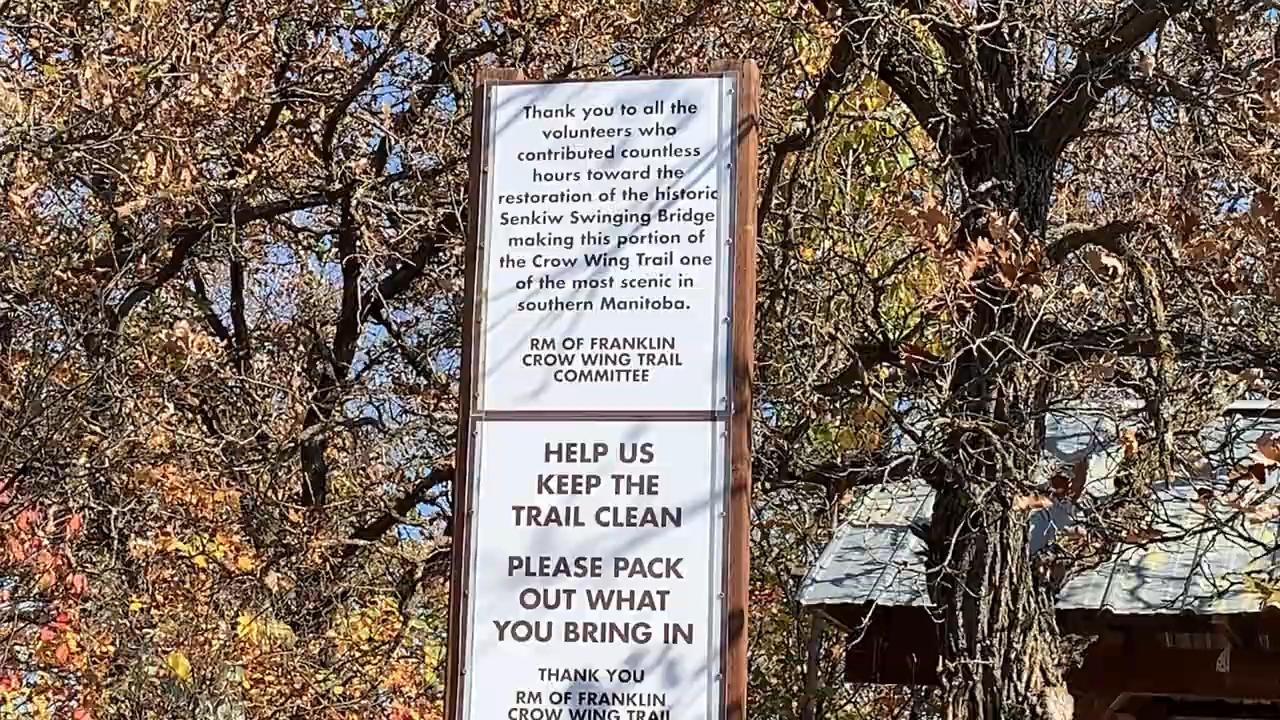 Thank you to all the
volunteers who
contributed countless
hours toward the
restoration of the historic
Senkiw Swinging Bridge
making this portion of
the Crow Wing Trail one
of the most scenic in
southern Manitoba.
RM OF FRANKLIN
CROW WING TRAIL
COMMITTEE
HELP US
KEEP THE
TRAIL CLEAN
PLEASE PACK
OUT WHAT
YOU BRING IN
THANK YOU
RM OF FRANKLIN
CROW WING TRAIL